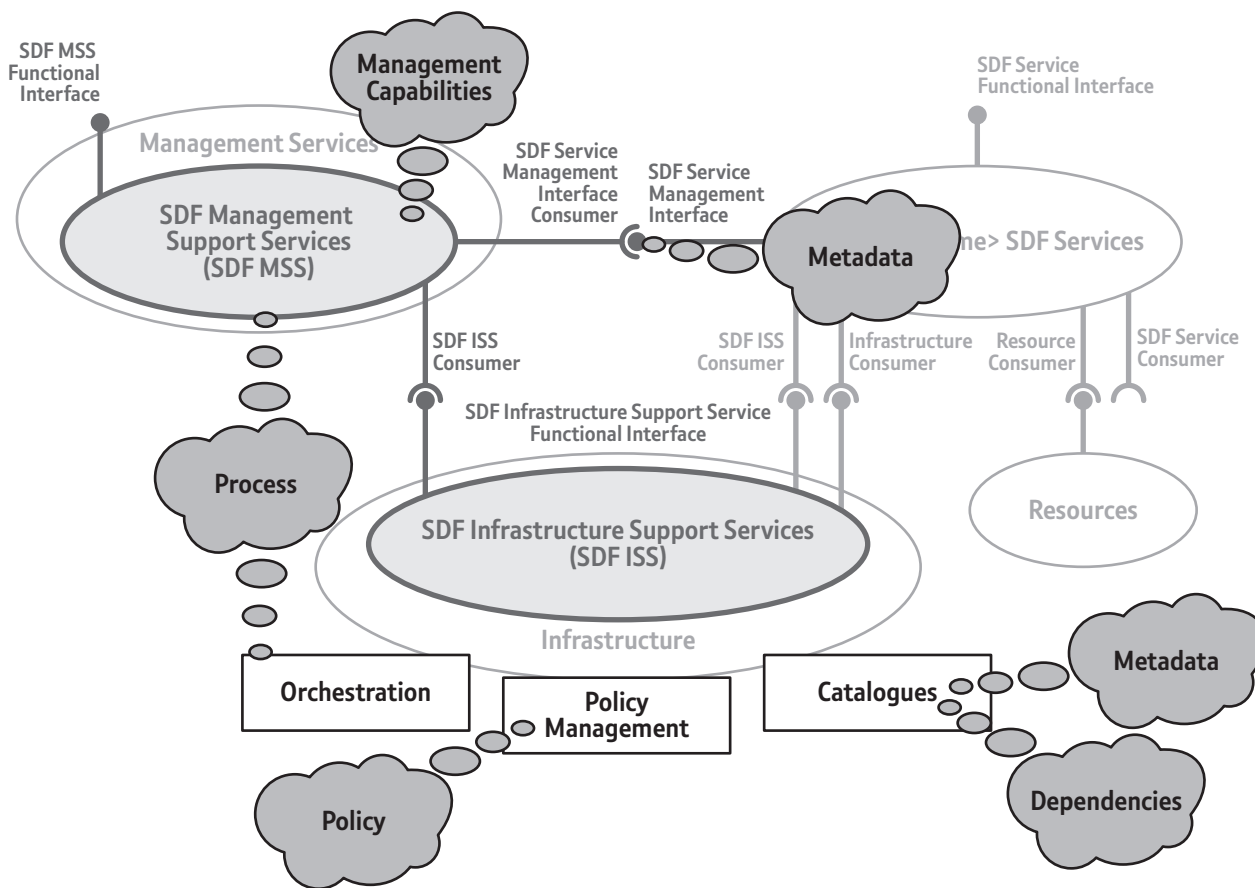 SDF MSS
Functional
Interface
Management
Capabilities
SDF Service
Functional Interface
Management Services
SDF Service
Management
Interface
Consumer
SDF Service
Management
Interface
SDF Management
Support Services
(SDF MSS)
Metadata
ne> SDF Services
SDF ISS
Consumer
SDF ISS
Consumer
Infrastructure
Consumer
Resource
Consumer
SDF Service
Consumer
SDF Infrastructure Support Service
Functional Interface
Process
SDF Infrastructure Support Services
(SDF ISS)
Resources
Infrastructure
Orchestration
Policy
Management
Catalogues
Metadata
Policy
Dependencies